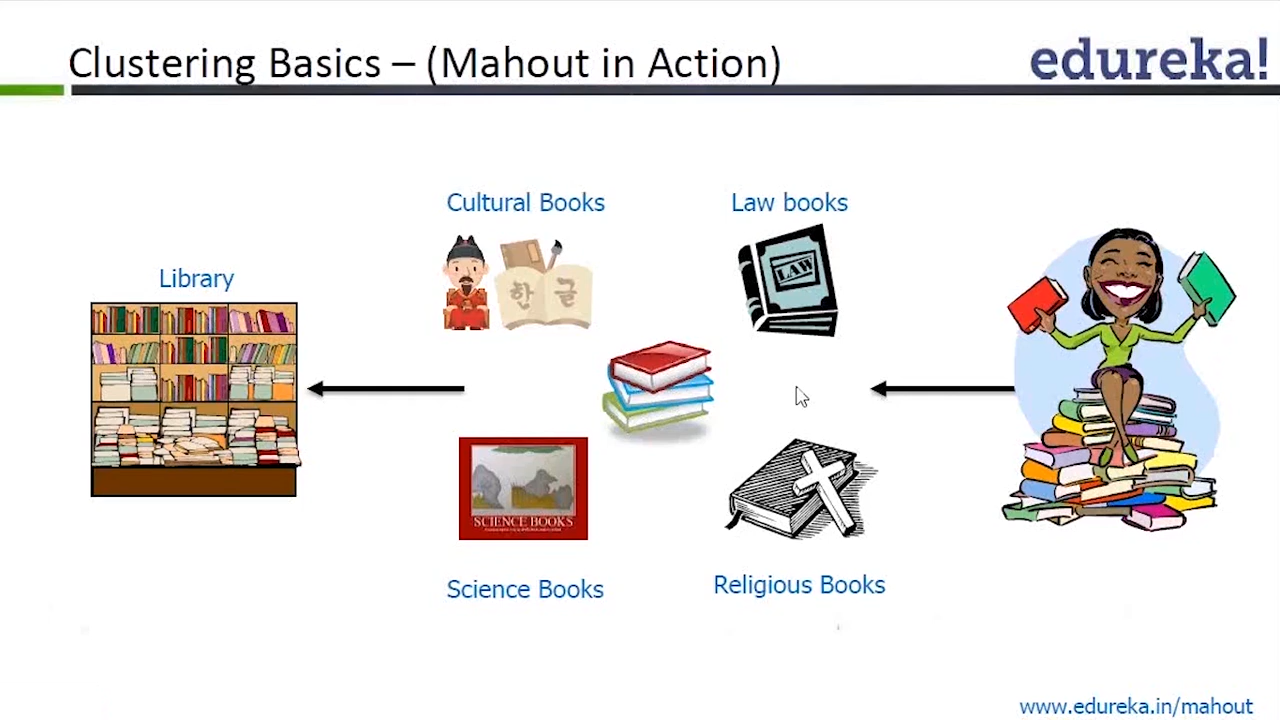 Clustering Basics – (Mahout in Action)
edureka!
Cultural Books
Law books
Library
한 글
LAW
SCIENCE BOOKS
Science Books
Religious Books
www.edureka.in/mahout